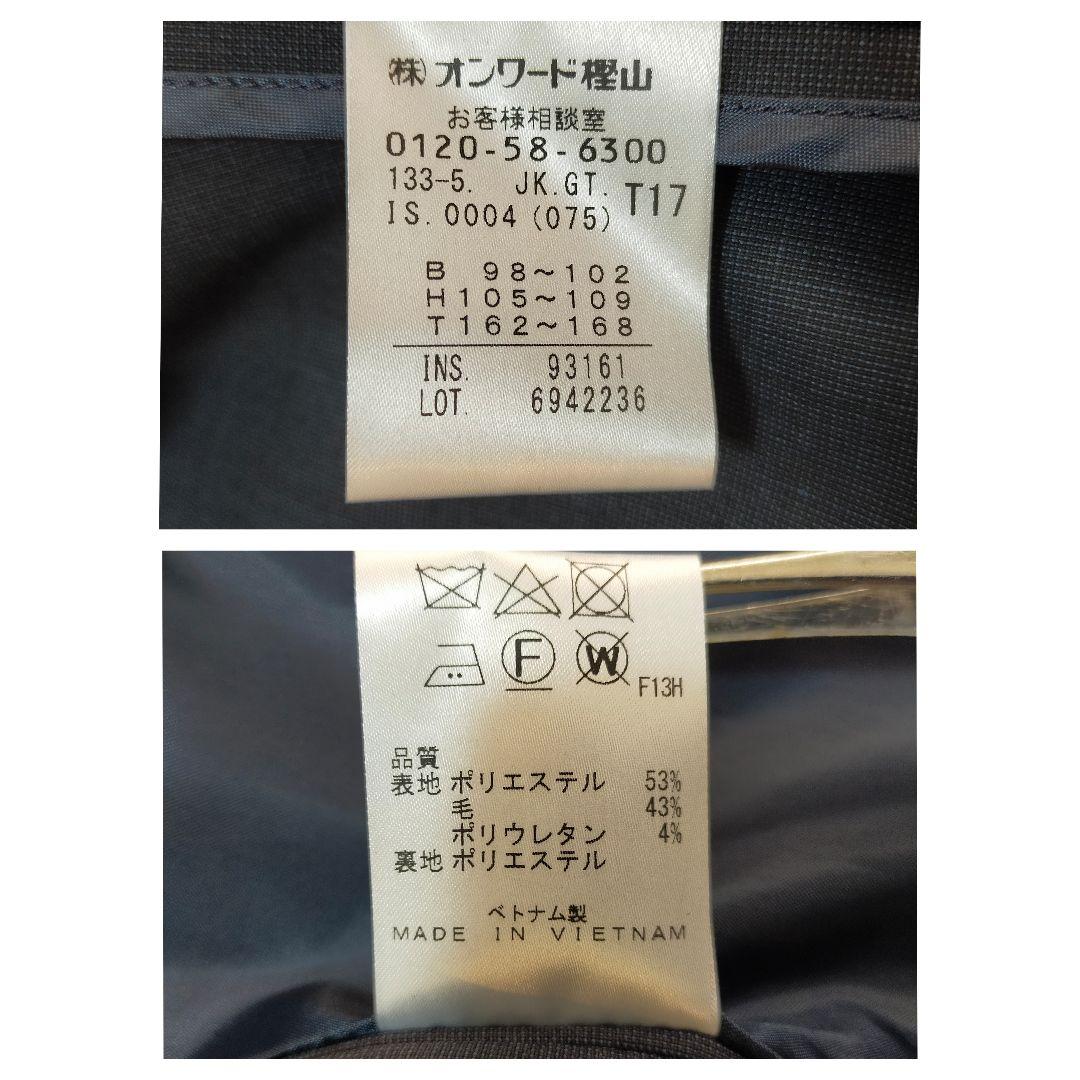 ㈱オンワード樫山
お客様相談室
0120-58-6300
133-5. JK.GT. T17
IS.0004(075)
B 98～102
H105～109
T162～168
INS. 93161
LOT. 6942236
F W F13H
品質
表地 ポリエステル 53%
毛 43%
ポリウレタン 4%
裏地 ポリエステル
ベトナム製
MADE IN VIETNAM